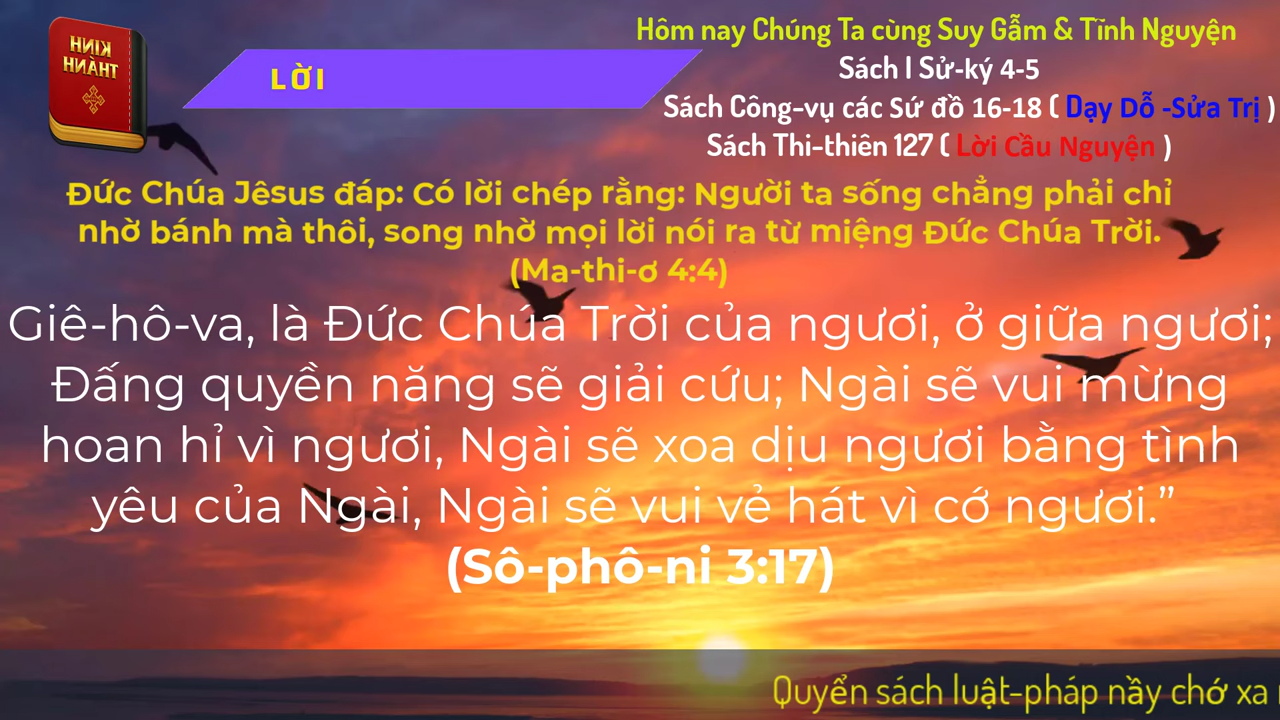 KINH
THÁNH
LỜI
Hôm nay Chúng Ta cùng Suy Gẫm & Tĩnh Nguyện
Sách I Sử-ký 4-5
Sách Công-vụ các Sứ đồ 16-18 ( Dạy Dỗ -Sửa Trị )
Sách Thi-thiên 127 ( Lời Cầu Nguyện )
Đức Chúa Jêsus đáp: Có lời chép rằng: Người ta sống chẳng phải chỉ
nhờ bánh mà thôi, song nhờ mọi lời nói ra từ miệng Đức Chúa Trời.
(Ma-thi-ơ 4:4)
Giê-hô-va, là Đức Chúa Trời của ngươi, ở giữa ngươi;
Đấng quyền năng sẽ giải cứu; Ngài sẽ vui mừng
hoan hỉ vì ngươi, Ngài sẽ xoa dịu ngươi bằng tình
yêu của Ngài, Ngài sẽ vui vẻ hát vì cớ ngươi.”
(Sô-phô-ni 3:17)
Quyển sách luật-pháp nầy chớ xa